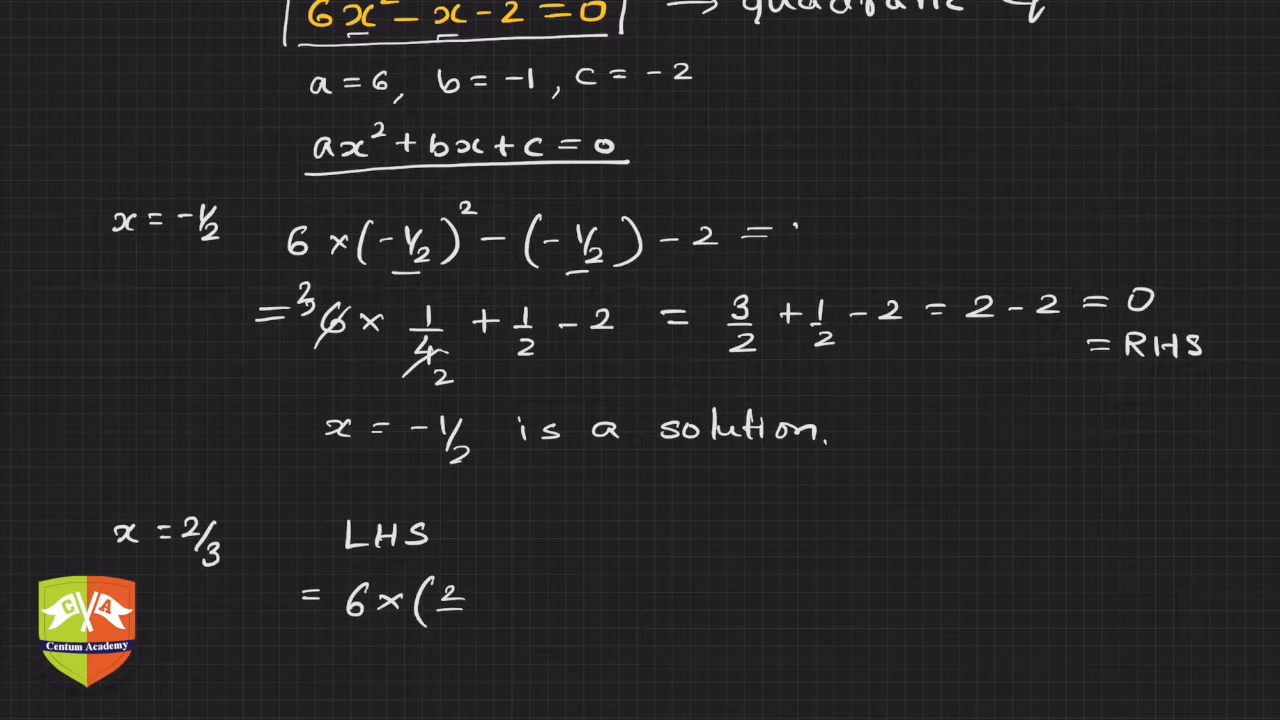 6x² - x - 2 = 0 →
a = 6, b = -1, c = -2
ax² + bx + c = 0
x = -1/2 6 × (-1/2)² - (-1/2) - 2 =
= 3 6 × 1/4 2 + 1/2 - 2 = 3/2 + 1/2 - 2 = 2 - 2 = 0
= RHS
x = -1/2 is a solution.
x = 2/3 LHS
= 6 × (2
C A
Centum Academy